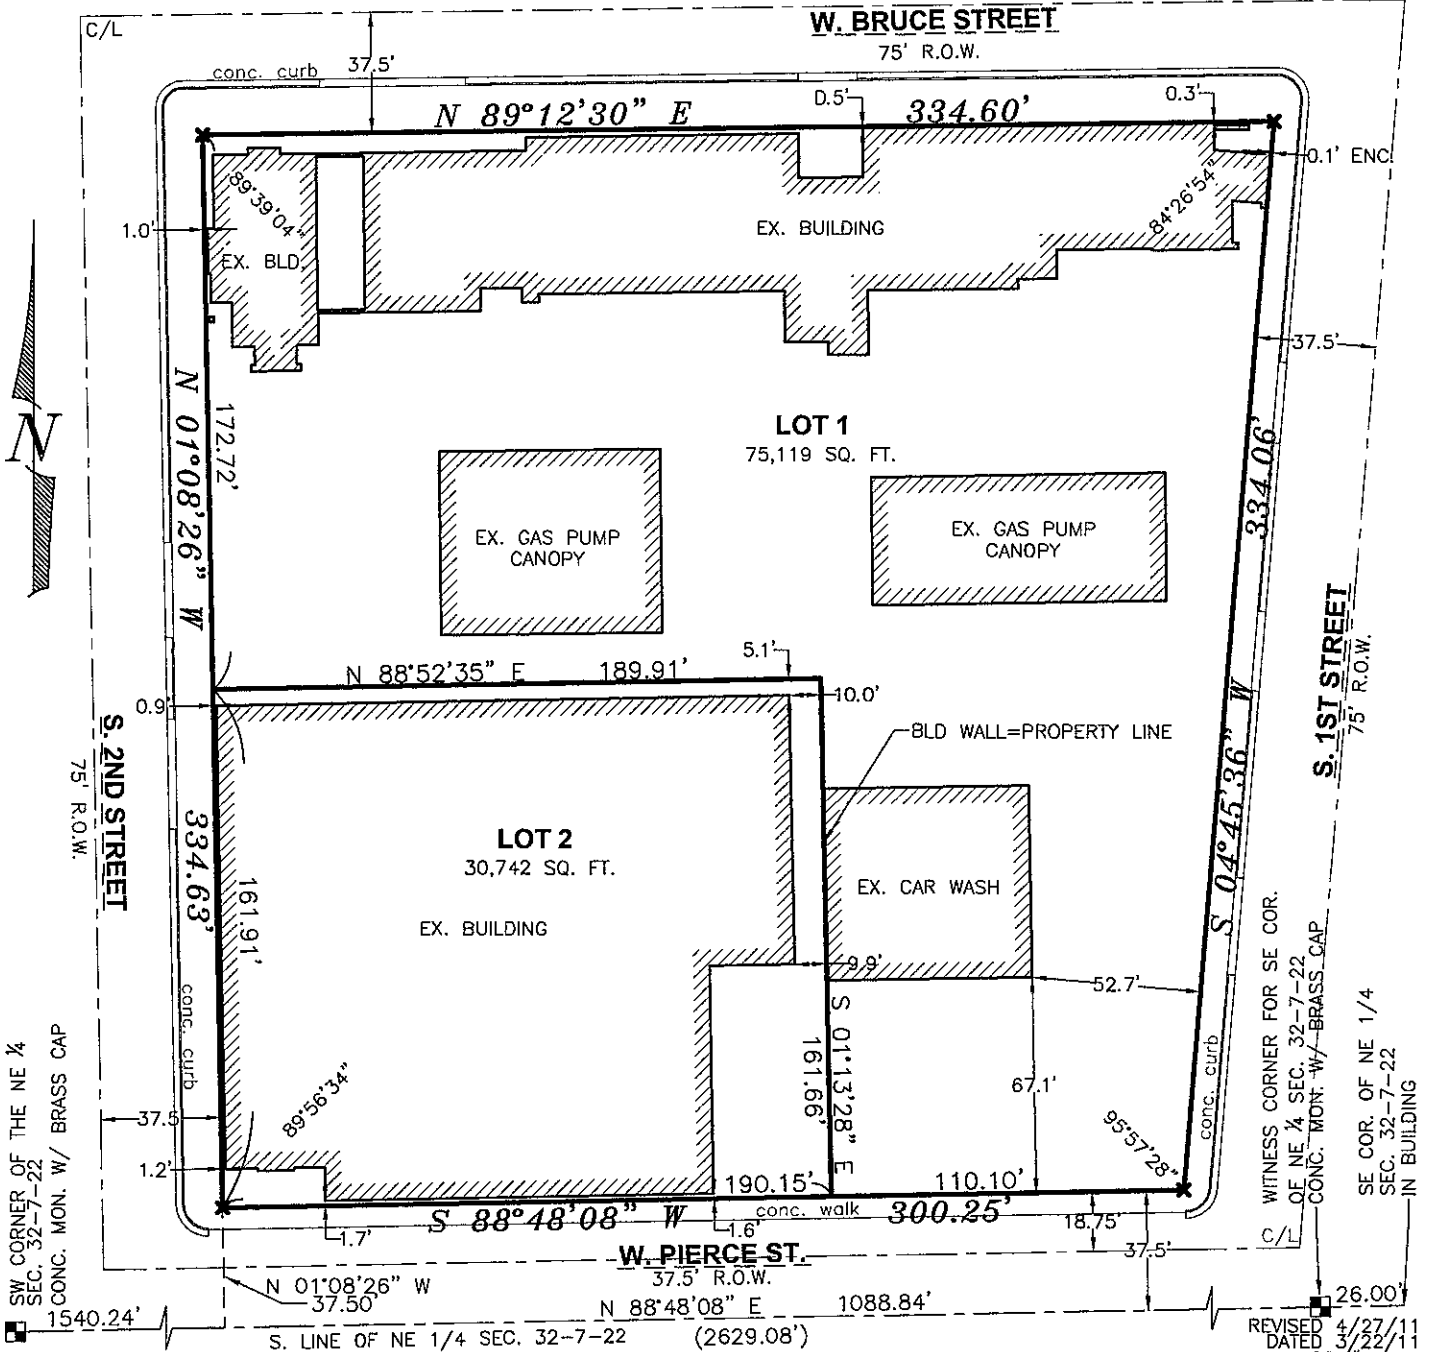 W. BRUCE STREET
75' R.O.W.
C/L
37.5'
conc. curb
N 89°12'30" E
334.60'
D.5'
0.3'
0.1' ENC.
89°39'04"
84°26'54"
1.0'
EX. BLD.
EX. BUILDING
37.5'
N
N 01°08'26" W
172.72'
LOT 1
75,119 SQ. FT.
334.06'
EX. GAS PUMP
CANOPY
EX. GAS PUMP
CANOPY
5.1'
N 88°52'35" E
189.91'
10.0'
0.9'
BLD WALL=PROPERTY LINE
S. 2ND STREET
75' R.O.W.
S. 1ST STREET
75' R.O.W.
S 04°45'36" W
334.63'
161.91'
LOT 2
30,742 SQ. FT.
EX. BUILDING
EX. CAR WASH
9.9'
52.7'
S 01°13'28" E
161.66'
conc. curb
conc. curb
67.1'
89°56'34"
95°57'28"
37.5
1.2'
190.15'
110.10'
S 88°48'08" W
conc. walk
300.25'
1.7'
1.6'
18.75'
37.5'
C/L
W. PIERCE ST.
37.5' R.O.W.
N 01°08'26" W
37.50'
N 88°48'08" E
1088.84'
26.00'
1540.24'
S. LINE OF NE 1/4 SEC. 32-7-22
(2629.08')
SW CORNER OF THE NE ¼
SEC. 32-7-22
CONC. MON. W/ BRASS CAP
WITNESS CORNER FOR SE COR.
OF NE ¼ SEC. 32-7-22
CONC. MON. W/ BRASS CAP
SE COR. OF NE 1/4
SEC. 32-7-22
IN BUILDING
REVISED 4/27/11
DATED 3/22/11